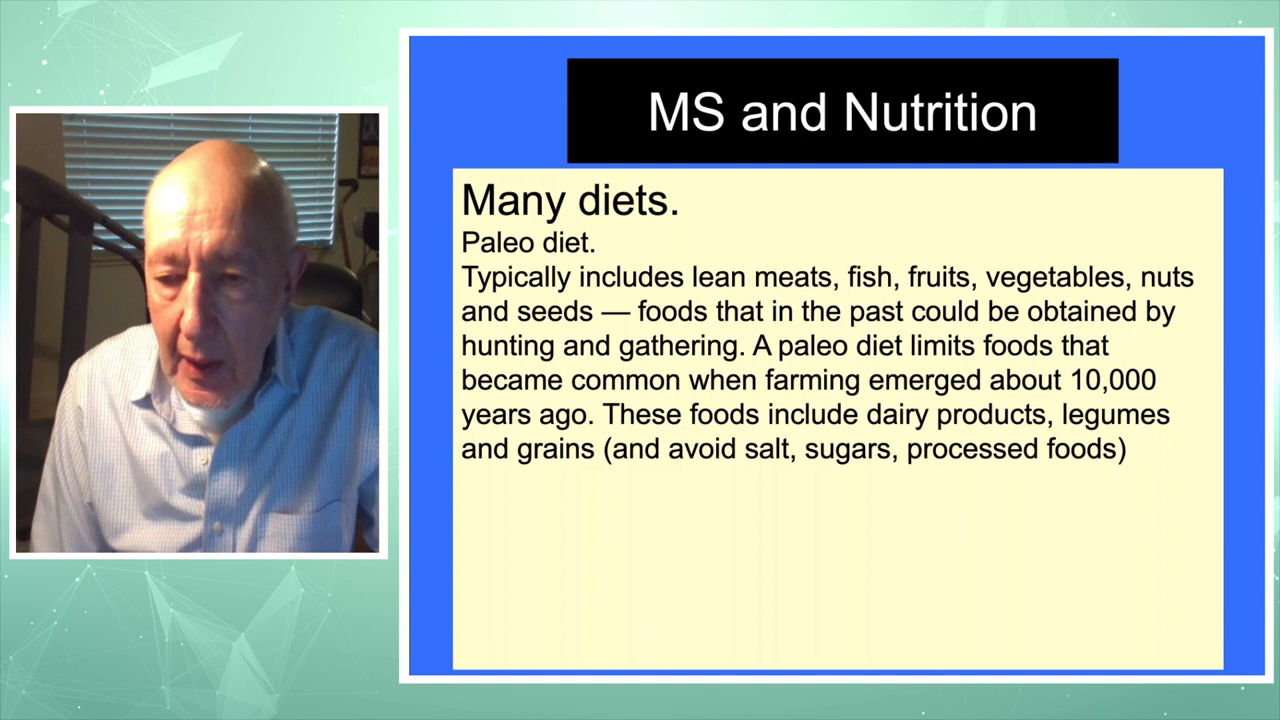 MS and Nutrition
Many diets.
Paleo diet.
Typically includes lean meats, fish, fruits, vegetables, nuts
and seeds — foods that in the past could be obtained by
hunting and gathering. A paleo diet limits foods that
became common when farming emerged about 10,000
years ago. These foods include dairy products, legumes
and grains (and avoid salt, sugars, processed foods)